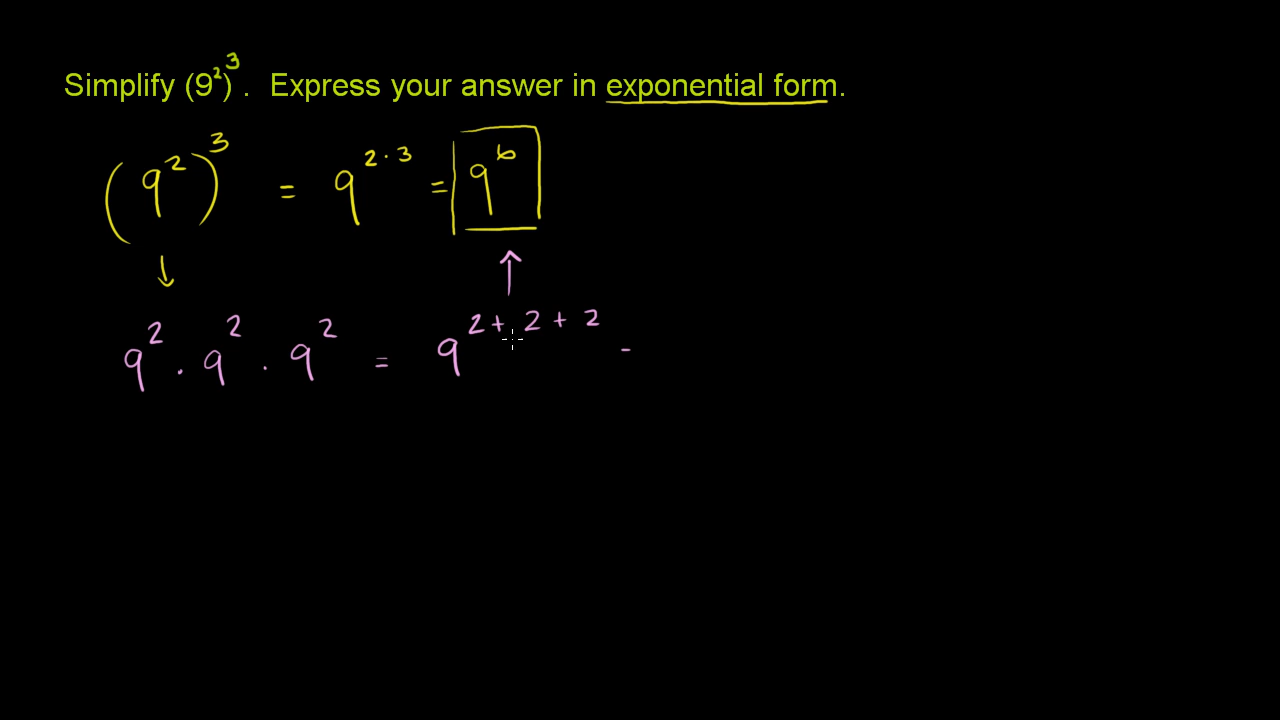 Simplify (9²)³. Express your answer in exponential form.
(9²)³ = 9^{2·3} = 9⁶
↓ ↑
9² · 9² · 9² = 9^{2+2+2} -